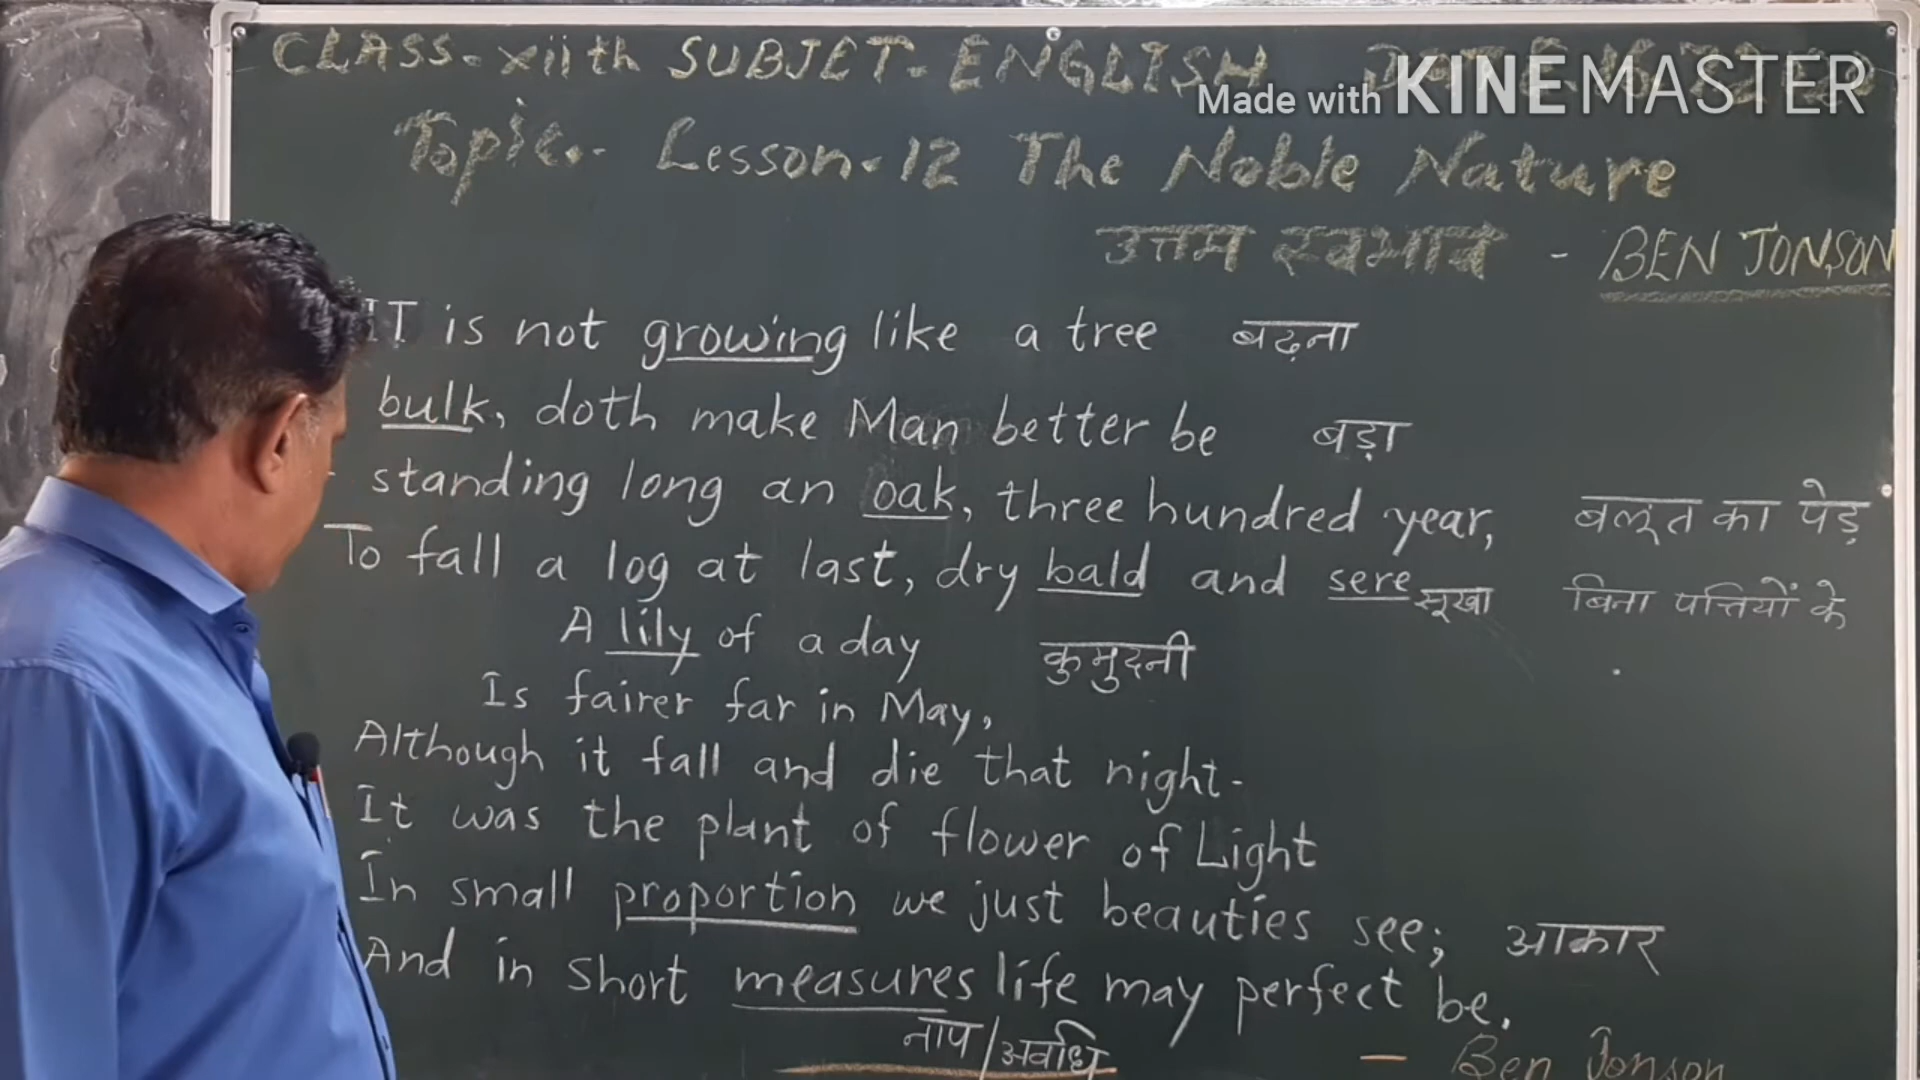 CLASS-xiith SUBJET-ENGLISH
Made with KINEMASTER
Topic.- Lesson-12 The Noble Nature
उत्तम स्वभाव - BEN JONSON
IT is not growing like a tree बढ़ना
bulk, doth make Man better be बड़ा
standing long an oak, three hundred year, बलूत का पेड़
To fall a log at last, dry bald and sere सूखा बिना पत्तियों के
A lily of a day कुमुदनी
Is fairer far in May,
Although it fall and die that night-
It was the plant of flower of Light
In small proportion we just beauties see; आकार
And in short measures life may perfect be.
नाप/अवधि
- Ben Jonson